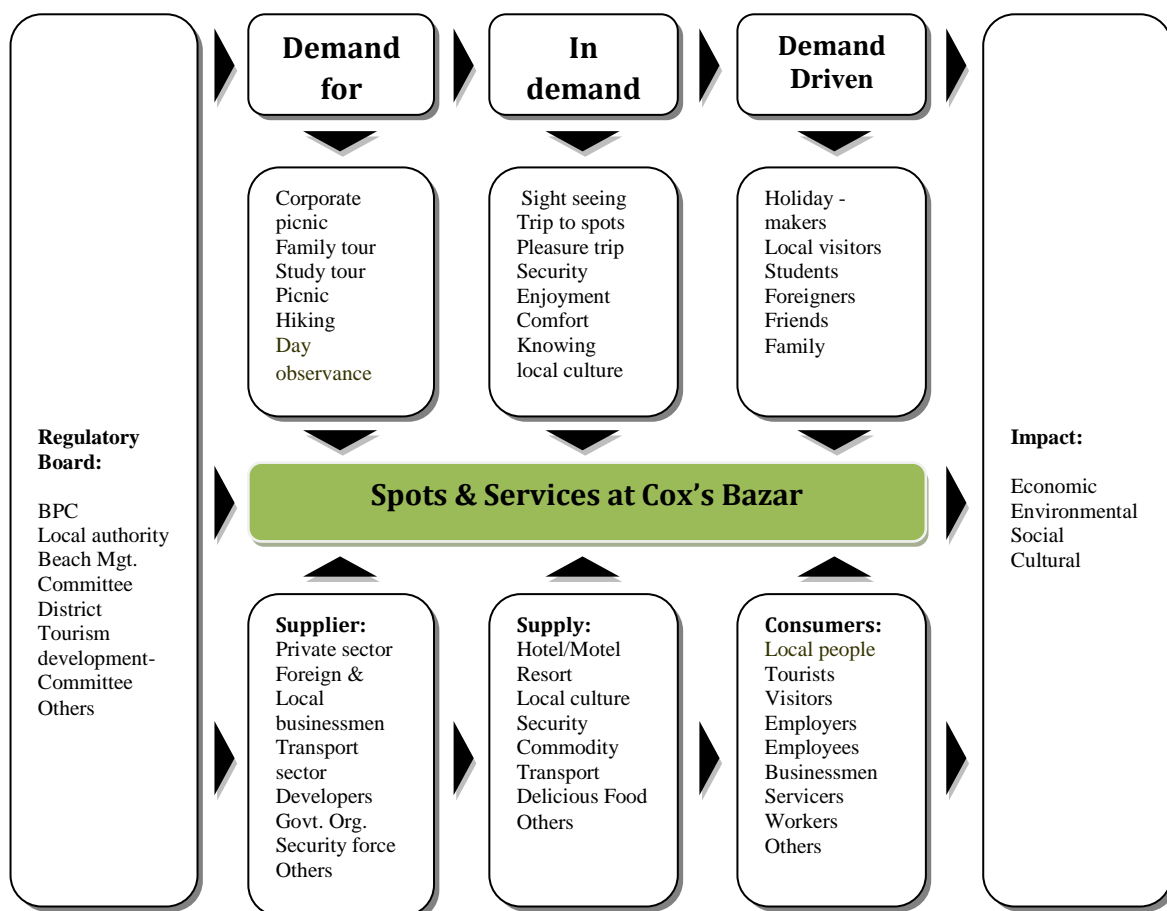 Regulatory
Board:
BPC
Local authority
Beach Mgt.
Committee
District
Tourism
development-
Committee
Others
Demand
for
In
demand
Demand
Driven
Corporate
picnic
Family tour
Study tour
Picnic
Hiking
Day
observance
Sight seeing
Trip to spots
Pleasure trip
Security
Enjoyment
Comfort
Knowing
local culture
Holiday -
makers
Local visitors
Students
Foreigners
Friends
Family
Spots & Services at Cox's Bazar
Supplier:
Private sector
Foreign &
Local
businessmen
Transport
sector
Developers
Govt. Org.
Security force
Others
Supply:
Hotel/Motel
Resort
Local culture
Security
Commodity
Transport
Delicious Food
Others
Consumers:
Local people
Tourists
Visitors
Employers
Employees
Businessmen
Servicers
Workers
Others
Impact:
Economic
Environmental
Social
Cultural